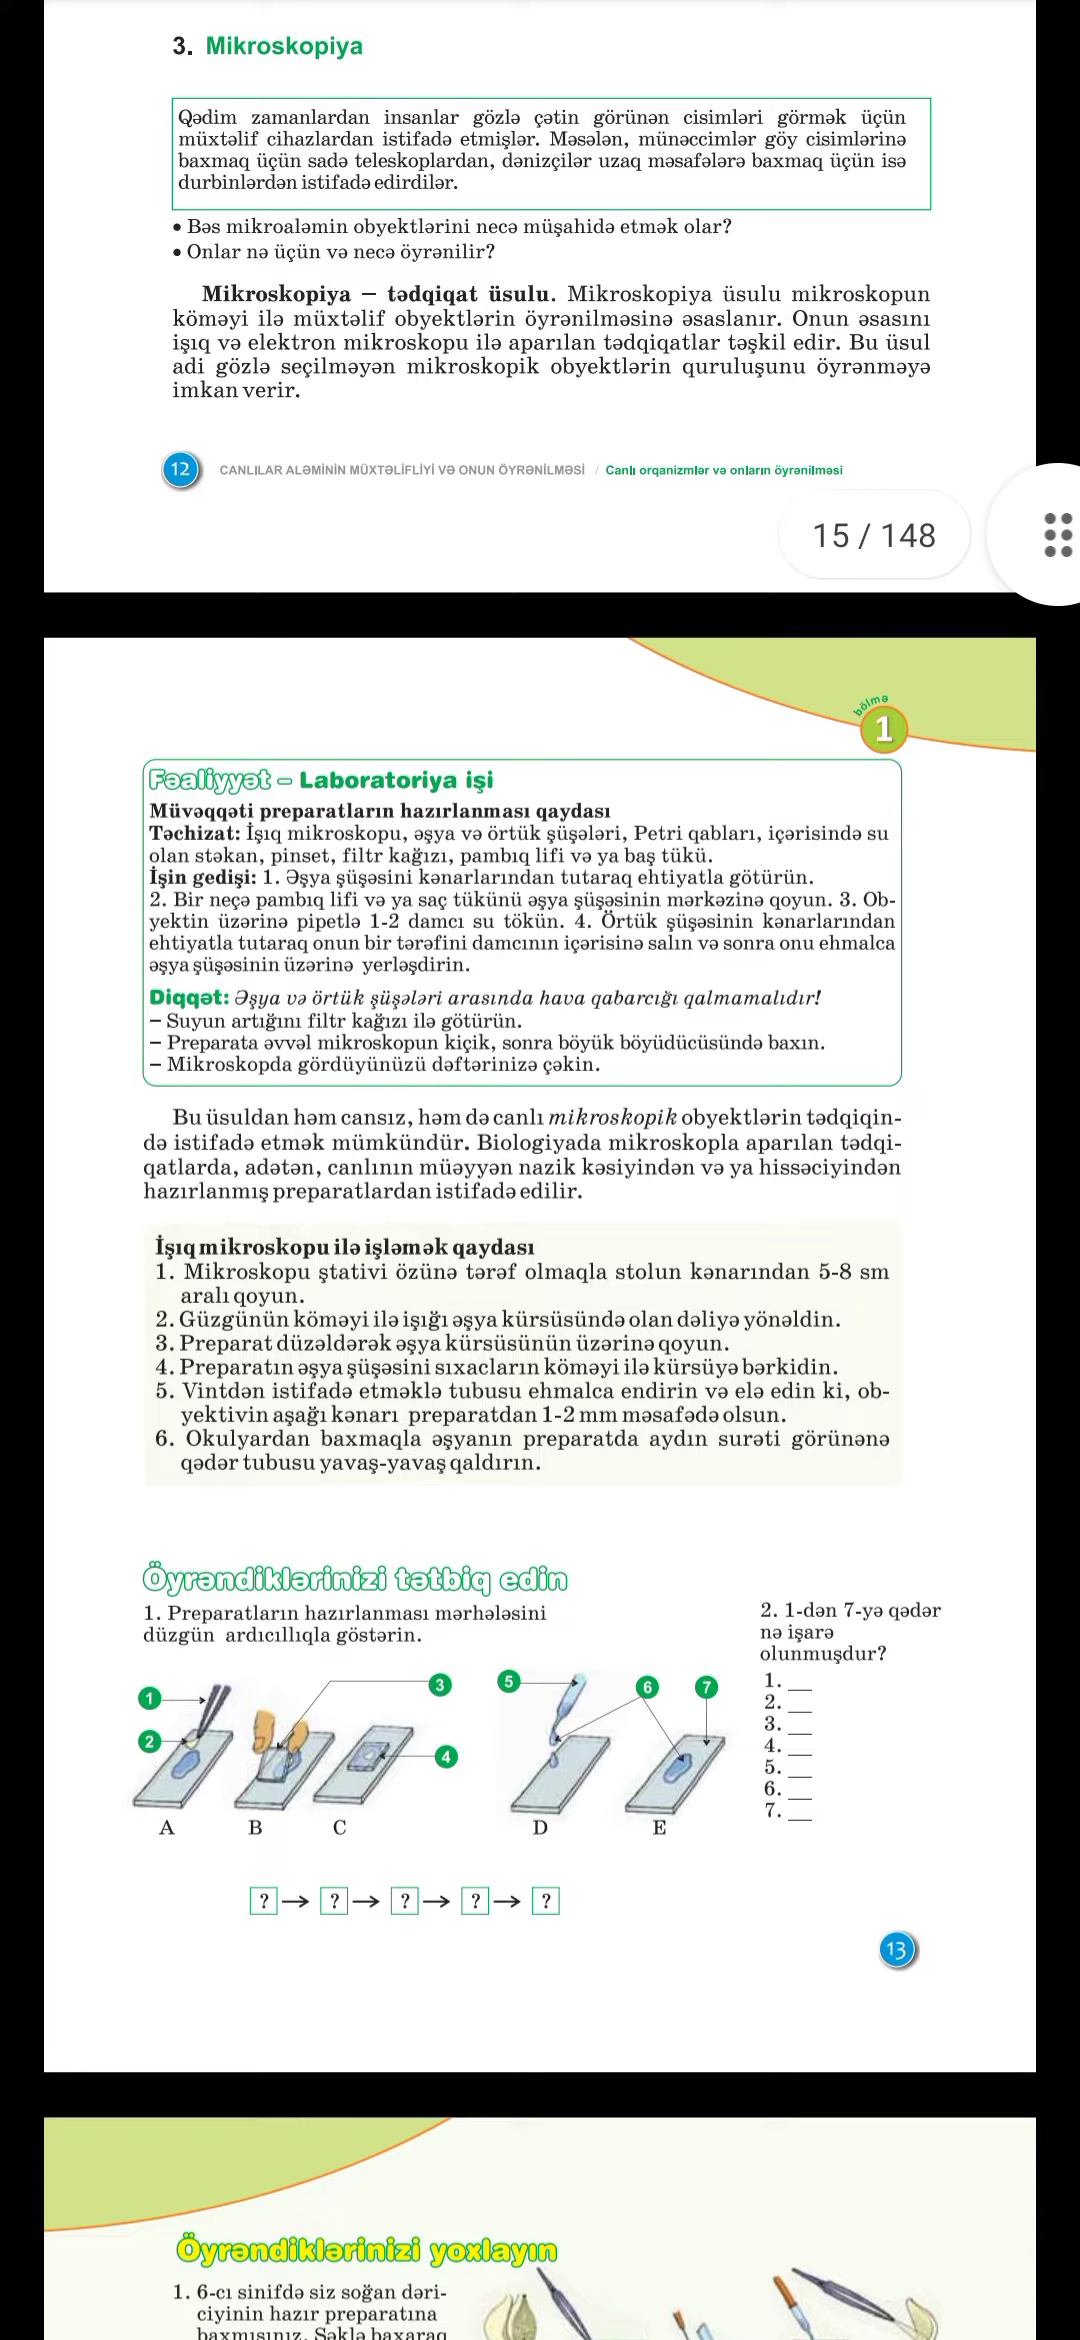 3. Mikroskopiya
Qədim zamanlardan insanlar gözlə çətin görünən cisimləri görmək üçün
müxtəlif cihazlardan istifadə etmişlər. Məsələn, münəccimlər göy cisimlərinə
baxmaq üçün sadə teleskoplardan, dənizçilər uzaq məsafələrə baxmaq üçün isə
durbinlərdən istifadə edirdilər.
• Bəs mikroaləmin obyektlərini necə müşahidə etmək olar?
• Onlar nə üçün və necə öyrənilir?
Mikroskopiya – tədqiqat üsulu. Mikroskopiya üsulu mikroskopun
köməyi ilə müxtəlif obyektlərin öyrənilməsinə əsaslanır. Onun əsasını
işıq və elektron mikroskopu ilə aparılan tədqiqatlar təşkil edir. Bu üsul
adi gözlə seçilməyən mikroskopik obyektlərin quruluşunu öyrənməyə
imkan verir.
12 CANLILAR ALƏMİNİN MÜXTƏLİFLİYİ VƏ ONUN ÖYRƏNİLMƏSİ / Canlı orqanizmlər və onların öyrənilməsi
15 / 148
bölmə
1
Fəaliyyət – Laboratoriya işi
Müvəqqəti preparatların hazırlanması qaydası
Təchizat: İşıq mikroskopu, əşya və örtük şüşələri, Petri qabları, içərisində su
olan stəkan, pinset, filtr kağızı, pambıq lifi və ya baş tükü.
İşin gedişi: 1. Əşya şüşəsini kənarlarından tutaraq ehtiyatla götürün.
2. Bir neçə pambıq lifi və ya saç tükünü əşya şüşəsinin mərkəzinə qoyun. 3. Ob-
yektin üzərinə pipetlə 1-2 damcı su tökün. 4. Örtük şüşəsinin kənarlarından
ehtiyatla tutaraq onun bir tərəfini damcının içərisinə salın və sonra onu ehmalca
əşya şüşəsinin üzərinə yerləşdirin.
Diqqət: Əşya və örtük şüşələri arasında hava qabarcığı qalmamalıdır!
– Suyun artığını filtr kağızı ilə götürün.
– Preparata əvvəl mikroskopun kiçik, sonra böyük böyüdücüsündə baxın.
– Mikroskopda gördüyünüzü dəftərinizə çəkin.
Bu üsuldan həm cansız, həm də canlı mikroskopik obyektlərin tədqiqin-
də istifadə etmək mümkündür. Biologiyada mikroskopla aparılan tədqi-
qatlarda, adətən, canlının müəyyən nazik kəsiyindən və ya hissəciyindən
hazırlanmış preparatlardan istifadə edilir.
İşıq mikroskopu ilə işləmək qaydası
1. Mikroskopu ştativi özünə tərəf olmaqla stolun kənarından 5-8 sm
aralı qoyun.
2. Güzgünün köməyi ilə işığı əşya kürsüsündə olan dəliyə yönəldin.
3. Preparat düzəldərək əşya kürsüsünün üzərinə qoyun.
4. Preparatın əşya şüşəsini sıxacların köməyi ilə kürsüyə bərkidin.
5. Vintdən istifadə etməklə tubusu ehmalca endirin və elə edin ki, ob-
yektivin aşağı kənarı preparatdan 1-2 mm məsafədə olsun.
6. Okulyardan baxmaqla əşyanın preparatda aydın surəti görünənə
qədər tubusu yavaş-yavaş qaldırın.
Öyrəndiklərinizi tətbiq edin
1. Preparatların hazırlanması mərhələsini
düzgün ardıcıllıqla göstərin.
1
2
3
4
5
6
7
A B C D E
? → ? → ? → ? → ?
2. 1-dən 7-yə qədər
nə işarə
olunmuşdur?
1. __
2. __
3. __
4. __
5. __
6. __
7. __
13
Öyrəndiklərinizi yoxlayın
1. 6-cı sinifdə siz soğan dəri-
ciyinin hazır preparatına
baxmısınız. Şəklə baxaraq